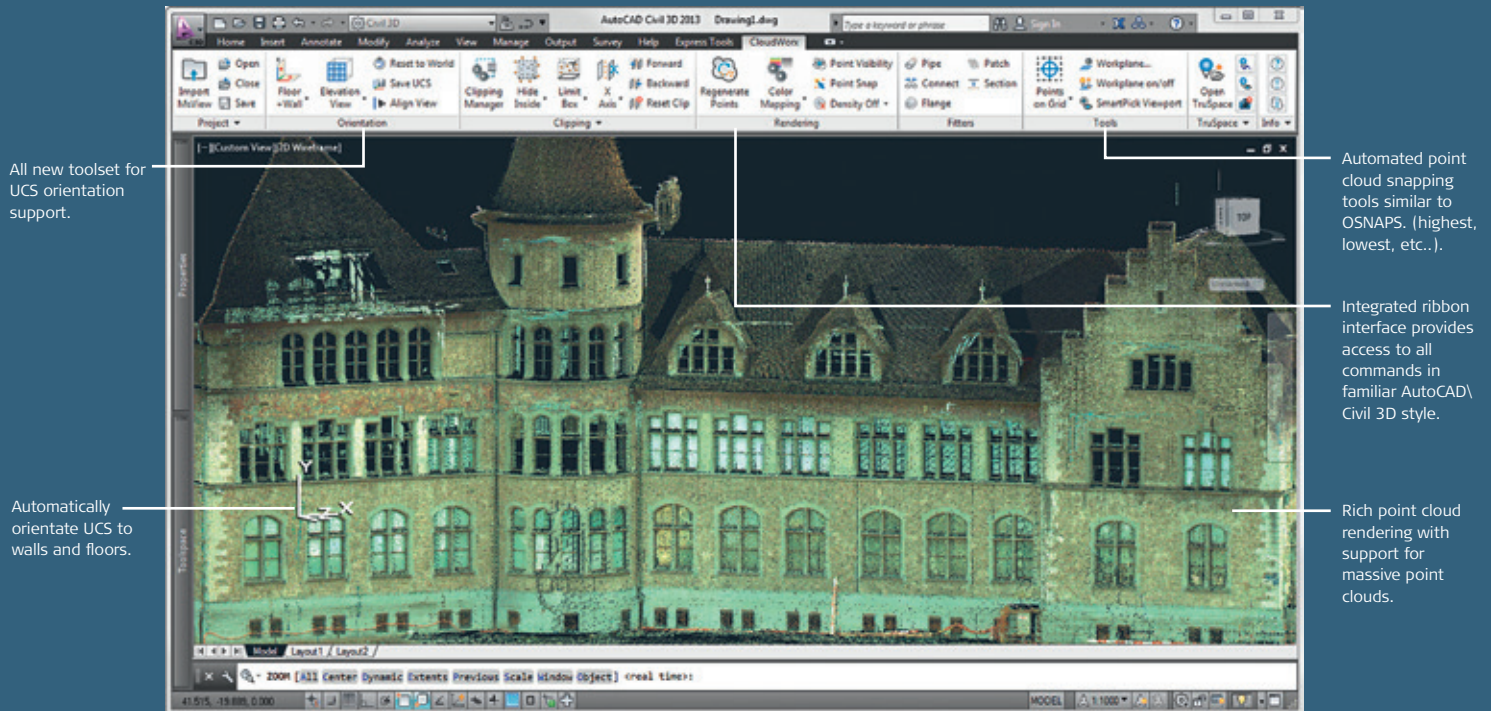 Civil 3D
AutoCAD Civil 3D 2013 Drawing1.dwg
Type a keyword or phrase
Sign In
Home Insert Annotate Modify Analyze View Manage Output Survey Help Express Tools CloudWorx
Import MsView
Open
Close
Save
Project
Floor +Wall
Elevation View
Reset to World
Save UCS
Align View
Orientation
Clipping Manager
Hide Inside
Limit Box
X Axis
Forward
Backward
Reset Clip
Clipping
Regenerate Points
Color Mapping
Point Visibility
Point Snap
Density Off
Rendering
Pipe
Patch
Connect
Section
Flange
Fitters
Points on Grid
Workplane...
Workplane on/off
SmartPick Viewport
Tools
Open TruSpace
TruSpace
Info
[-][Custom View][2D Wireframe]
TOP
Properties
Toolspace
Y
Z
X
All new toolset for
UCS orientation
support.
Automatically
orientate UCS to
walls and floors.
Automated point
cloud snapping
tools similar to
OSNAPS. (highest,
lowest, etc..).
Integrated ribbon
interface provides
access to all
commands in
familiar AutoCAD\
Civil 3D style.
Rich point cloud
rendering with
support for
massive point
clouds.
Model Layout1 Layout2
ZOOM [All Center Dynamic Extents Previous Scale Window Object] <real time>:
41.515, -19.889, 0.000
MODEL
1:1000